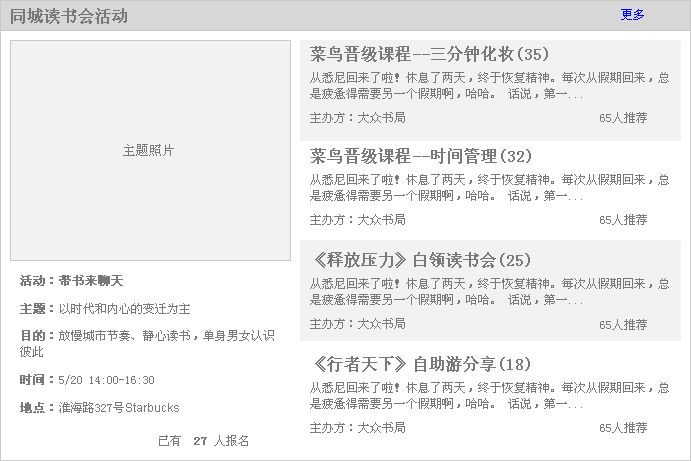 同城读书会活动
更多
主题照片
活动：带书来聊天
主题：以时代和内心的变迁为主
目的：放慢城市节奏、静心读书，单身男女认识
彼此
时间：5/20 14:00-16:30
地点：淮海路327号Starbucks
已有 27 人报名
菜鸟晋级课程--三分钟化妆(35)
从悉尼回来了啦！休息了两天，终于恢复精神。每次从假期回来，总
是疲惫得需要另一个假期啊，哈哈。 话说，第一...
主办方：大众书局 65人推荐
菜鸟晋级课程--时间管理(32)
从悉尼回来了啦！休息了两天，终于恢复精神。每次从假期回来，总
是疲惫得需要另一个假期啊，哈哈。 话说，第一...
主办方：大众书局 65人推荐
《释放压力》白领读书会(25)
从悉尼回来了啦！休息了两天，终于恢复精神。每次从假期回来，总
是疲惫得需要另一个假期啊，哈哈。 话说，第一...
主办方：大众书局 65人推荐
《行者天下》自助游分享(18)
从悉尼回来了啦！休息了两天，终于恢复精神。每次从假期回来，总
是疲惫得需要另一个假期啊，哈哈。 话说，第一...
主办方：大众书局 65人推荐